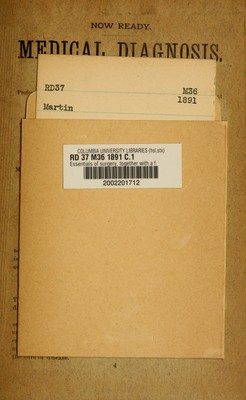 NOW READY.
MEDICAL DIAGNOSIS.
RD37 M36
1891
Martin
COLUMBIA UNIVERSITY LIBRARIES (hsl,stx)
RD 37 M36 1891 C.1
Essentials of surgery, together with a f
2002201712
4